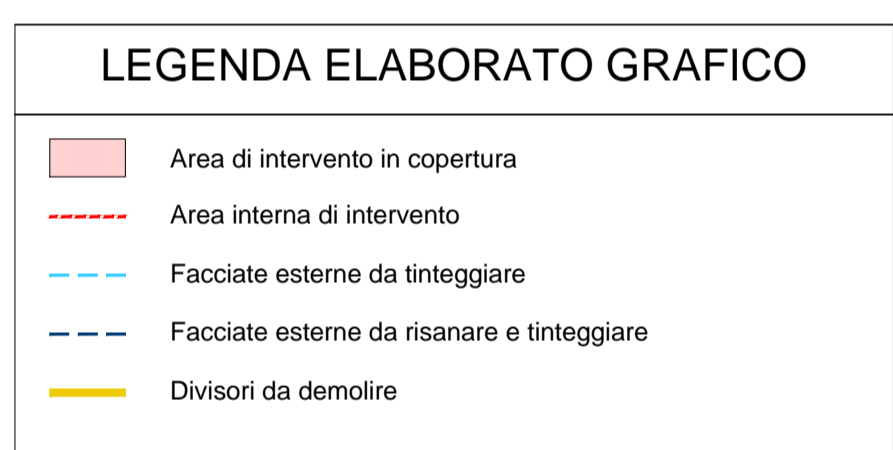 LEGENDA ELABORATO GRAFICO
Area di intervento in copertura
Area interna di intervento
Facciate esterne da tinteggiare
Facciate esterne da risanare e tinteggiare
Divisori da demolire